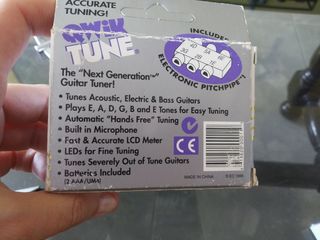 ACCURATE
TUNING!
QWIK
TUNE
INCLUDES
ELECTRONIC PITCHPIPE!
The "Next Generation™"
Guitar Tuner!
• Tunes Acoustic, Electric & Bass Guitars
• Plays E, A, D, G, B and E Tones for Easy Tuning
• Automatic "Hands Free" Tuning
• Built in Microphone
• Fast & Accurate LCD Meter
• LEDs for Fine Tuning
• Tunes Severely Out of Tune Guitars
• Batteries Included
(2 AAA/UM4)
CE
MADE IN CHINA